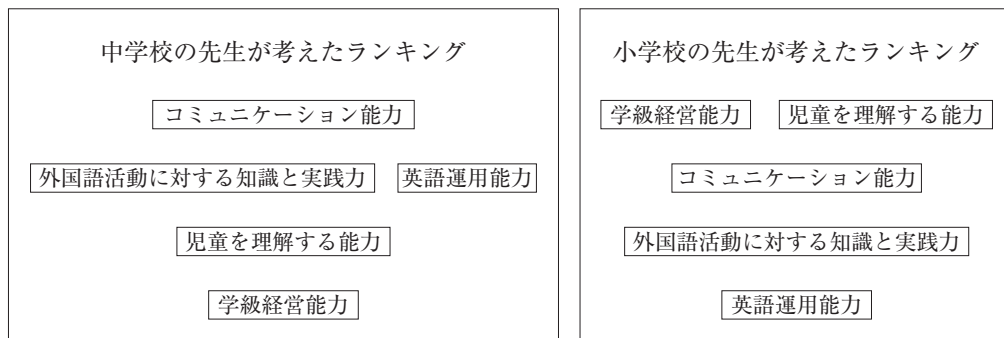 中学校の先生が考えたランキング
コミュニケーション能力
外国語活動に対する知識と実践力 英語運用能力
児童を理解する能力
学級経営能力
小学校の先生が考えたランキング
学級経営能力 児童を理解する能力
コミュニケーション能力
外国語活動に対する知識と実践力
英語運用能力